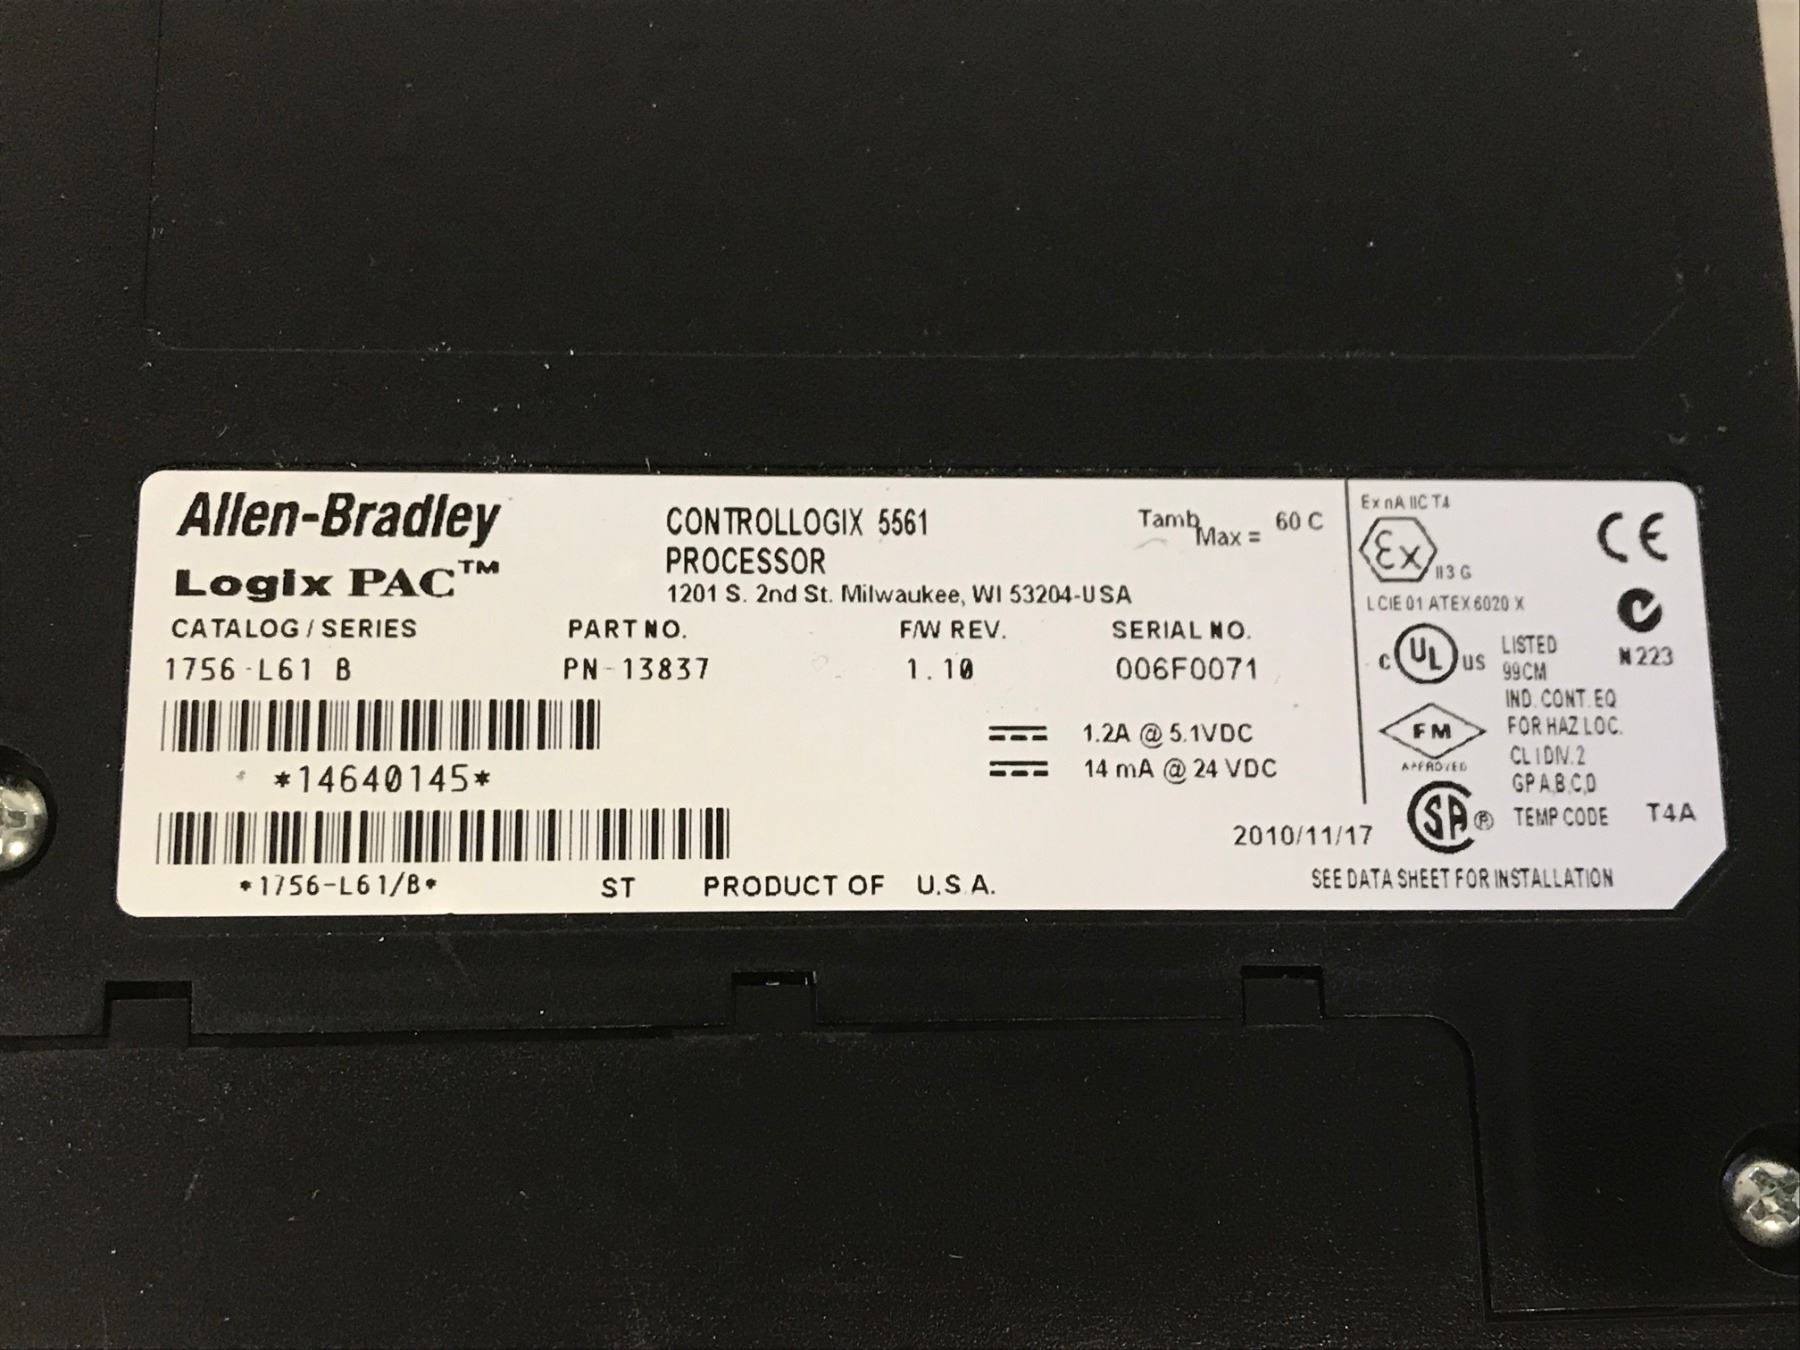 Allen-Bradley
Logix PAC™
CONTROLLOGIX 5561
PROCESSOR
1201 S. 2nd St. Milwaukee, WI 53204-USA
Tamb Max = 60 C
CATALOG / SERIES PART NO. F/W REV. SERIAL NO.
1756-L61 B PN-13837 1.10 006F0071
1.2A @ 5.1VDC
14 mA @ 24 VDC
*14640145*
2010/11/17
*1756-L61/B* ST PRODUCT OF U.S.A.
Ex nA IIC T4
Ex II 3 G
LCIE 01 ATEX 6020 X
CE
N223
c UL US LISTED
99CM
IND. CONT. EQ
FOR HAZ LOC.
FM
APPROVED
CL I DIV. 2
GP A,B,C,D
SA ® TEMP CODE T4A
SEE DATA SHEET FOR INSTALLATION